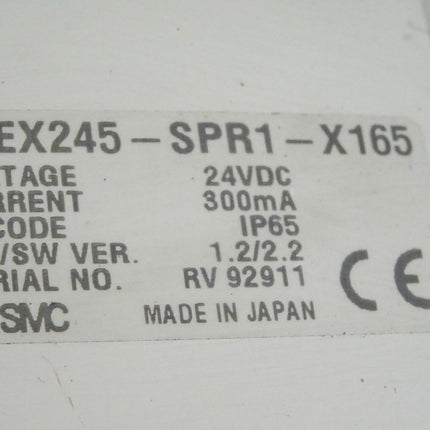 EX245-SPR1-X165
TAGE 24VDC
RRENT 300mA
CODE IP65
/SW VER. 1.2/2.2
RIAL NO. RV 92911
SMC MADE IN JAPAN CE